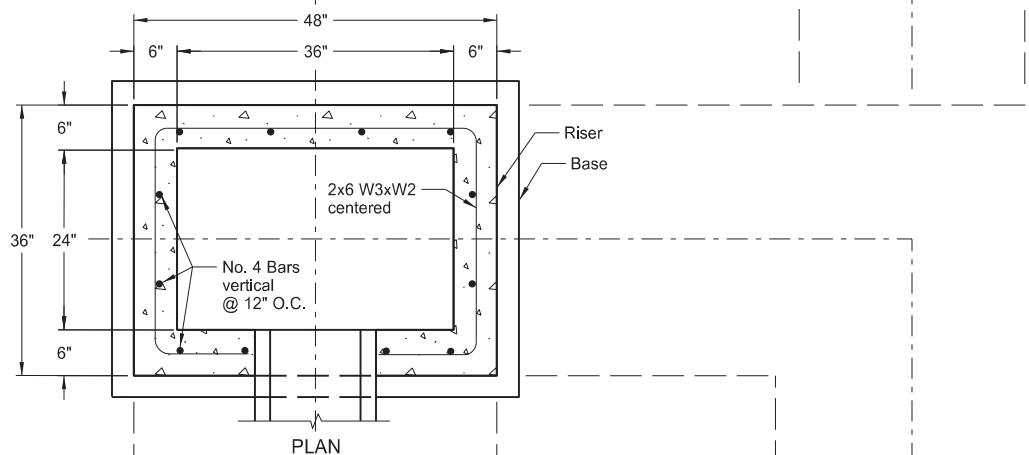 48"
6"
36"
6"
6"
Riser
Base
2x6 W3xW2
centered
36"
24"
No. 4 Bars
vertical
@ 12" O.C.
6"
PLAN